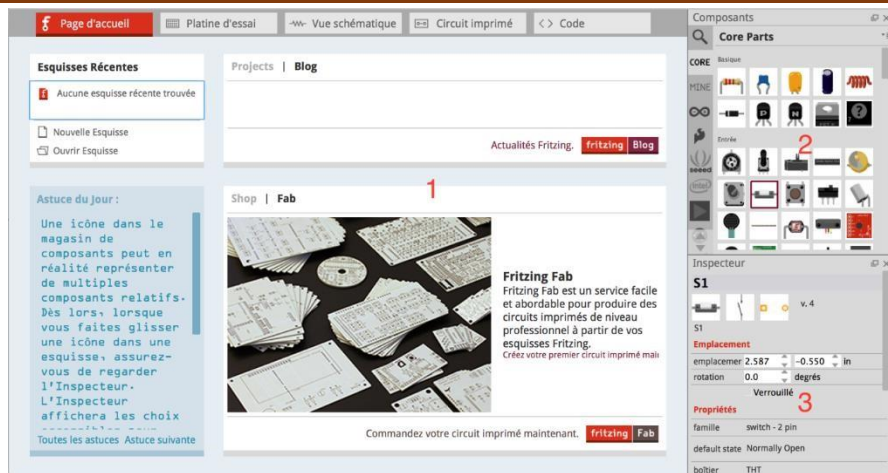 Page d'accueil
Platine d'essai
Vue schématique
Circuit imprimé
Code
Esquisses Récentes
Aucune esquisse récente trouvée
Nouvelle Esquisse
Ouvrir Esquisse
Projects | Blog
Actualités Fritzing. fritzing Blog
1
Astuce du Jour :
Une icône dans le
magasin de
composants peut en
réalité représenter
de multiples
composants relatifs.
Dès lors, lorsque
vous faites glisser
une icône dans une
esquisse, assurez-
vous de regarder
l'Inspecteur.
L'Inspecteur
affichera les choix
Toutes les astuces Astuce suivante
Shop | Fab
Fritzing Fab
Fritzing Fab est un service facile
et abordable pour produire des
circuits imprimés de niveau
professionnel à partir de vos
esquisses Fritzing.
Créez votre premier circuit imprimé main
Commandez votre circuit imprimé maintenant. fritzing Fab
Composants
Core Parts
CORE
Basique
MINE
P N ?
Entrée
2
seeed
intel
Inspecteur
S1
v. 4
S1
Emplacement
emplacemer 2.587 -0.550 in
rotation 0.0 degrés
Verrouillé
3
Propriétés
famille switch - 2 pin
default state Normally Open
boîtier THT